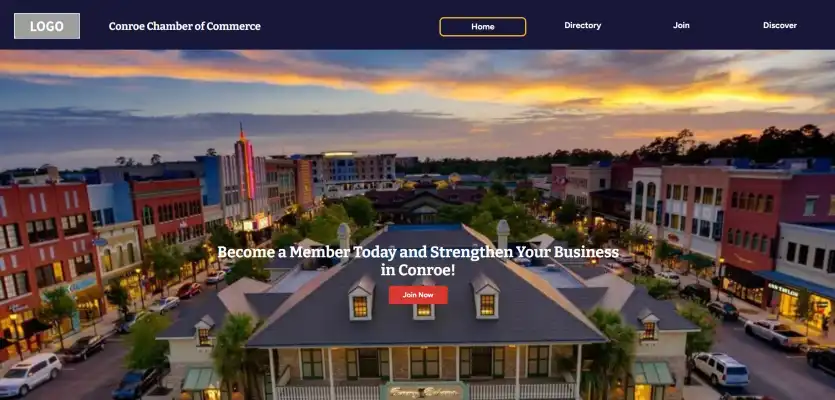 LOGO
Conroe Chamber of Commerce
Home
Directory
Join
Discover
Become a Member Today and Strengthen Your Business
in Conroe!
Join Now